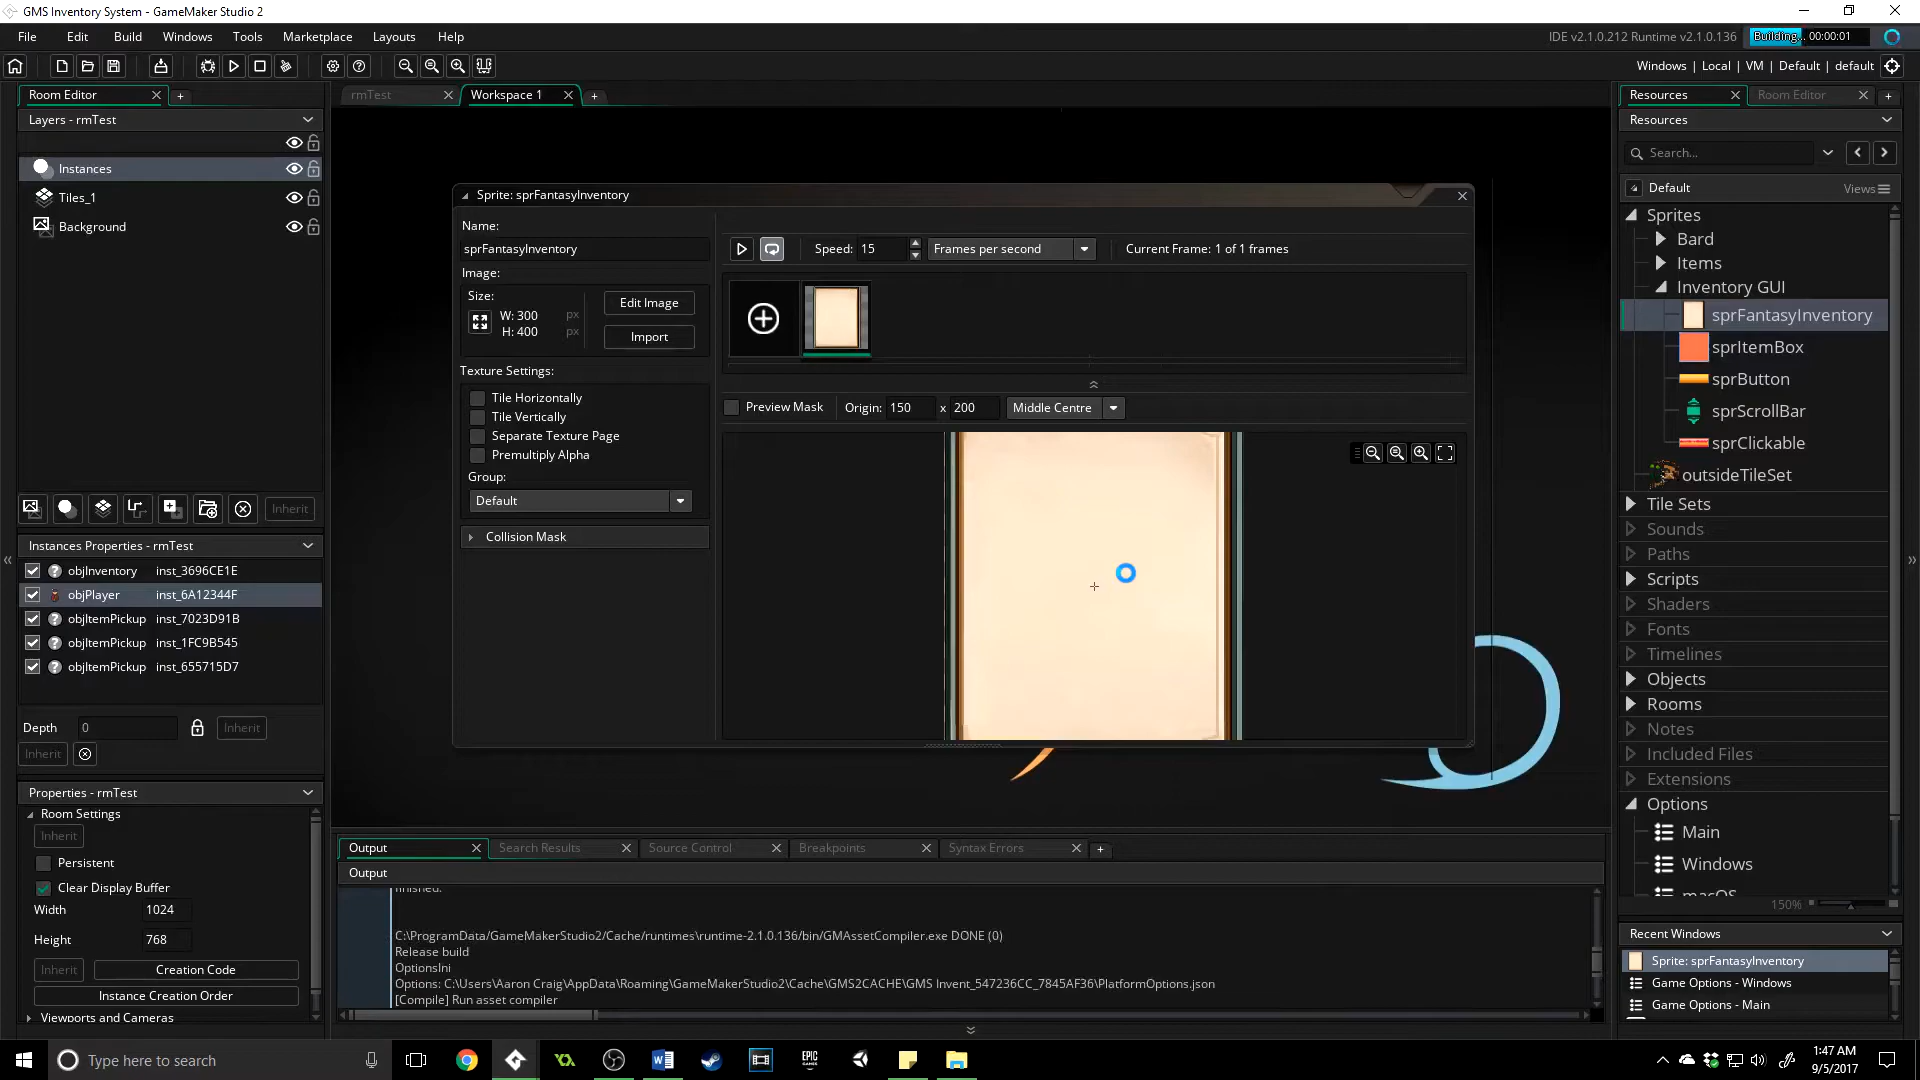 GMS Inventory System - GameMaker Studio 2
File Edit Build Windows Tools Marketplace Layouts Help
IDE v2.1.0.212 Runtime v2.1.0.136 Building... 00:00:01
Windows | Local | VM | Default | default
Room Editor
Layers - rmTest
Instances
Tiles_1
Background
Inherit
Instances Properties - rmTest
objInventory inst_3696CE1E
objPlayer inst_6A12344F
objItemPickup inst_7023D91B
objItemPickup inst_1FC9B545
objItemPickup inst_655715D7
Depth 0 Inherit
Inherit
Properties - rmTest
Room Settings
Inherit
Persistent
Clear Display Buffer
Width 1024
Height 768
Inherit Creation Code
Instance Creation Order
Viewports and Cameras
rmTest Workspace 1
Sprite: sprFantasyInventory
Name:
sprFantasyInventory
Image:
Size:
W: 300 px
H: 400 px
Edit Image
Import
Texture Settings:
Tile Horizontally
Tile Vertically
Separate Texture Page
Premultiply Alpha
Group:
Default
Collision Mask
Speed: 15 Frames per second Current Frame: 1 of 1 frames
Preview Mask Origin: 150 x 200 Middle Centre
Output Search Results Source Control Breakpoints Syntax Errors
Output
finished.
C:\ProgramData/GameMakerStudio2/Cache/runtimes\runtime-2.1.0.136/bin/GMAssetCompiler.exe DONE (0)
Release build
OptionsIni
Options: C:\Users\Aaron Craig\AppData\Roaming\GameMakerStudio2\Cache\GMS2CACHE\GMS Invent_547236CC_7845AF36\PlatformOptions.json
[Compile] Run asset compiler
Resources Room Editor
Resources
Search...
Default Views
Sprites
Bard
Items
Inventory GUI
sprFantasyInventory
sprItemBox
sprButton
sprScrollBar
sprClickable
outsideTileSet
Tile Sets
Sounds
Paths
Scripts
Shaders
Fonts
Timelines
Objects
Rooms
Notes
Included Files
Extensions
Options
Main
Windows
macOS
150%
Recent Windows
Sprite: sprFantasyInventory
Game Options - Windows
Game Options - Main
Type here to search
EPIC
GAMES
1:47 AM
9/5/2017